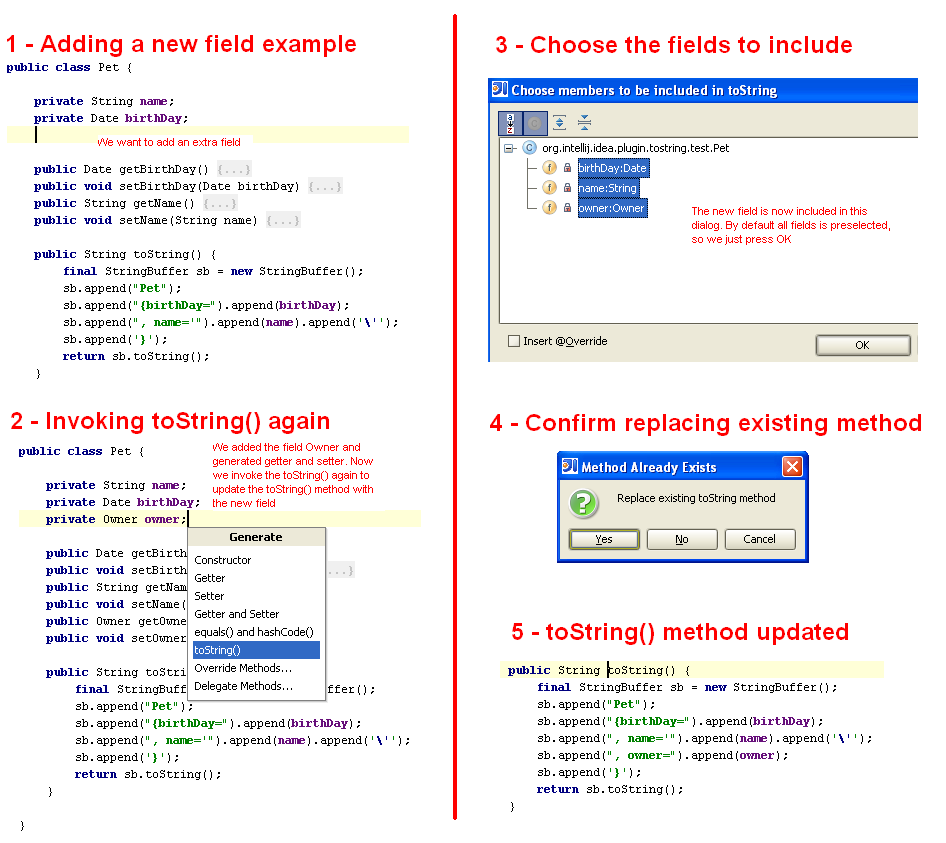 1 - Adding a new field example
public class Pet {
private String name;
private Date birthDay;
We want to add an extra field
public Date getBirthDay() {...}
public void setBirthDay(Date birthDay) {...}
public String getName() {...}
public void setName(String name) {...}
public String toString() {
final StringBuffer sb = new StringBuffer();
sb.append("Pet");
sb.append("{birthDay=").append(birthDay);
sb.append(", name='").append(name).append('\'');
sb.append('}');
return sb.toString();
}
2 - Invoking toString() again
public class Pet {
We added the field Owner and
generated getter and setter. Now
we invoke the toString() again to
update the toString() method with
the new field
private String name;
private Date birthDay;
private Owner owner;
public Date getBirth
public void setBirth
...}
public String getNam
public void setName(
public Owner getOwne
public void setOwner
Generate
Constructor
Getter
Setter
Getter and Setter
equals() and hashCode()
toString()
Override Methods...
Delegate Methods...
public String toStri
final StringBuff
ffer();
sb.append("Pet");
sb.append("{birthDay=").append(birthDay);
sb.append(", name='").append(name).append('\'');
sb.append('}');
return sb.toString();
}
}
3 - Choose the fields to include
Choose members to be included in toString
org.intellij.idea.plugin.tostring.test.Pet
birthDay:Date
name:String
owner:Owner
The new field is now included in this
dialog. By default all fields is preselected,
so we just press OK
Insert @Override
OK
4 - Confirm replacing existing method
Method Already Exists
Replace existing toString method
Yes No Cancel
5 - toString() method updated
public String toString() {
final StringBuffer sb = new StringBuffer();
sb.append("Pet");
sb.append("{birthDay=").append(birthDay);
sb.append(", name='").append(name).append('\'');
sb.append(", owner=").append(owner);
sb.append('}');
return sb.toString();
}